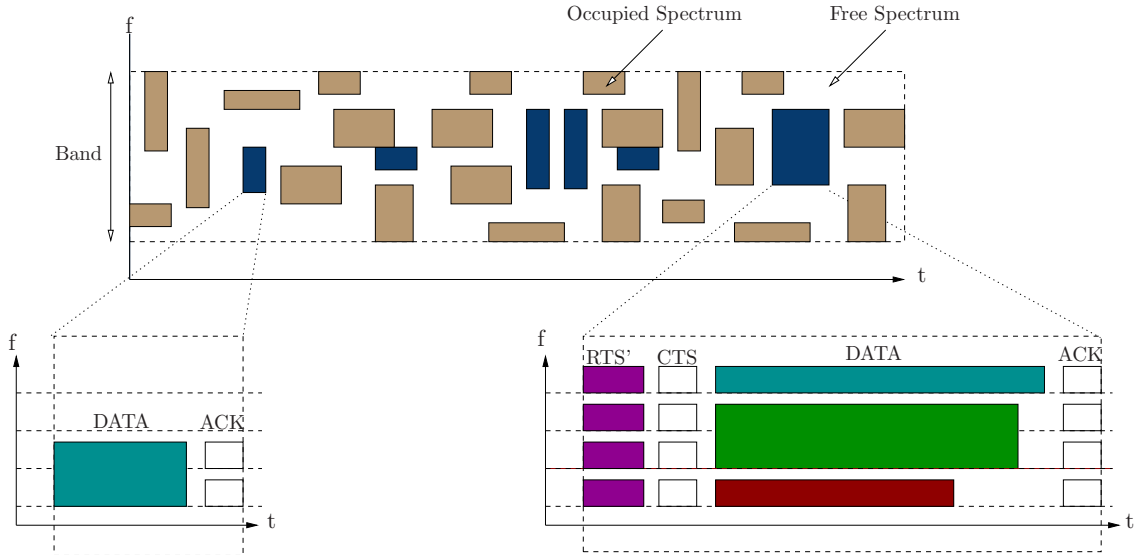 Occupied Spectrum
Free Spectrum
f
Band
t
f
DATA
ACK
t
f
RTS'
CTS
DATA
ACK
t